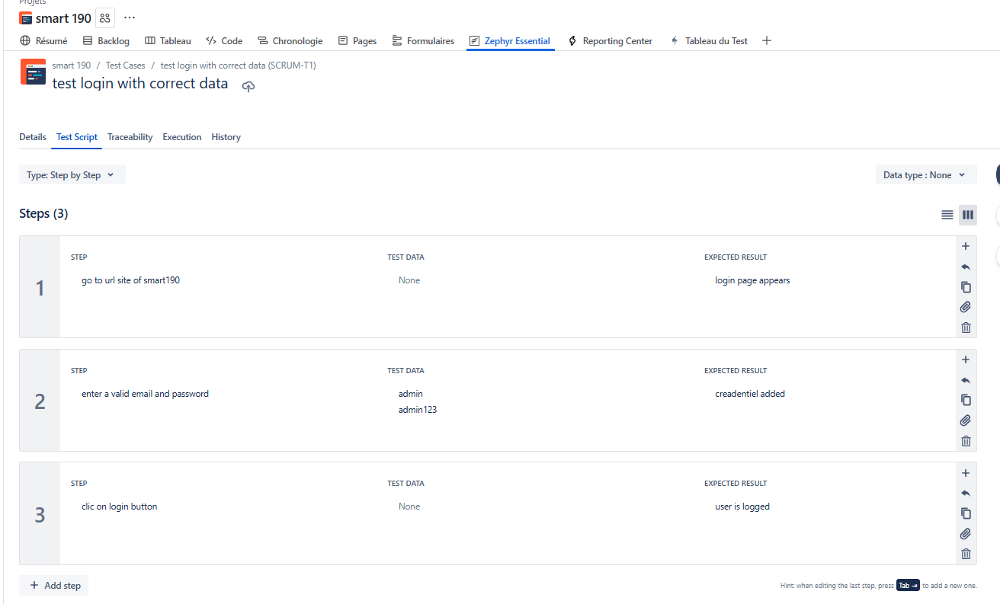 Projets
smart 190
Résumé Backlog Tableau Code Chronologie Pages Formulaires Zephyr Essential Reporting Center Tableau du Test
smart 190 / Test Cases / test login with correct data (SCRUM-T1)
test login with correct data
Details Test Script Traceability Execution History
Type: Step by Step Data type : None
Steps (3)
STEP TEST DATA EXPECTED RESULT
1 go to url site of smart190 None login page appears
STEP TEST DATA EXPECTED RESULT
2 enter a valid email and password admin creadentiel added
admin123
STEP TEST DATA EXPECTED RESULT
3 clic on login button None user is logged
+ Add step Hint: when editing the last step, press Tab ⇥ to add a new one.